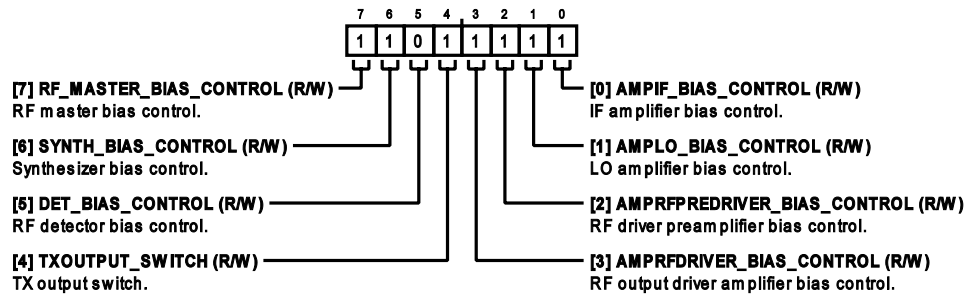 7 6 5 4 3 2 1 0
1 1 0 1 1 1 1 1
[7] RF_MASTER_BIAS_CONTROL (R/W)
RF master bias control.
[6] SYNTH_BIAS_CONTROL (R/W)
Synthesizer bias control.
[5] DET_BIAS_CONTROL (R/W)
RF detector bias control.
[4] TXOUTPUT_SWITCH (R/W)
TX output switch.
[0] AMPIF_BIAS_CONTROL (R/W)
IF amplifier bias control.
[1] AMPLO_BIAS_CONTROL (R/W)
LO amplifier bias control.
[2] AMPRFPREDRIVER_BIAS_CONTROL (R/W)
RF driver preamplifier bias control.
[3] AMPRFDRIVER_BIAS_CONTROL (R/W)
RF output driver amplifier bias control.